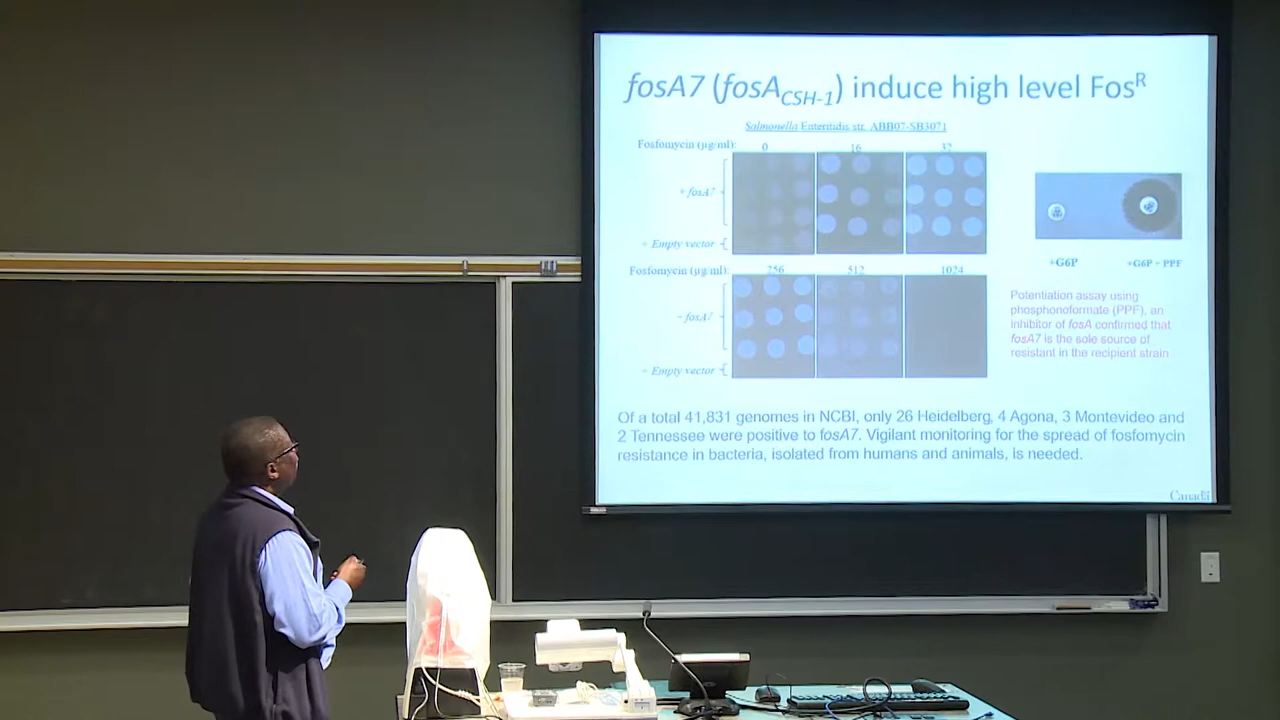 fosA7 (fosACSH-1) induce high level FosR
Salmonella Enteritidis str. ABB07-SB3071
Fosfomycin (µg/ml): 0 16 32
+ fosA7
+ Empty vector
Fosfomycin (µg/ml): 256 512 1024
+ fosA7
+ Empty vector
+G6P +G6P + PPF
Potentiation assay using
phosphonoformate (PPF), an
inhibitor of fosA confirmed that
fosA7 is the sole source of
resistant in the recipient strain
Of a total 41,831 genomes in NCBI, only 26 Heidelberg, 4 Agona, 3 Montevideo and
2 Tennessee were positive to fosA7. Vigilant monitoring for the spread of fosfomycin
resistance in bacteria, isolated from humans and animals, is needed.
Canada